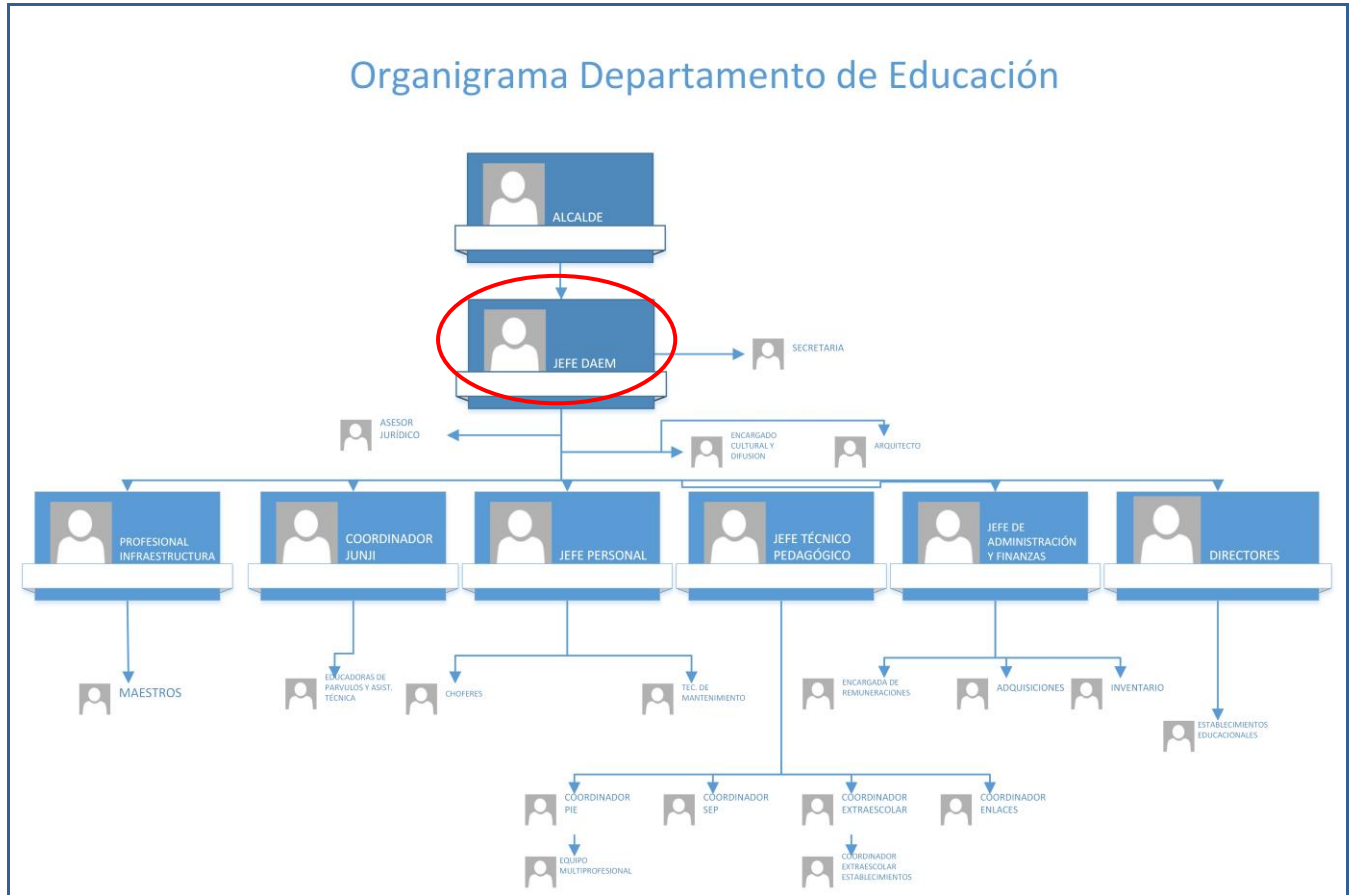 Organigrama Departamento de Educación
ALCALDE
JEFE DAEM
SECRETARIA
ASESOR
JURÍDICO
ENCARGADO
CULTURAL Y
DIFUSION
ARQUITECTO
PROFESIONAL
INFRAESTRUCTURA
COORDINADOR
JUNJI
JEFE PERSONAL
JEFE TÉCNICO
PEDAGÓGICO
JEFE DE
ADMINISTRACIÓN
Y FINANZAS
DIRECTORES
MAESTROS
EDUCADORAS DE
PARVULOS Y ASIST.
TÉCNICA
CHOFERES
TEC. DE
MANTENIMIENTO
ENCARGADA DE
REMUNERACIONES
ADQUISICIONES
INVENTARIO
ESTABLECIMIENTOS
EDUCACIONALES
COORDINADOR
PIE
COORDINADOR
SEP
COORDINADOR
EXTRAESCOLAR
COORDINADOR
ENLACES
EQUIPO
MULTIPROFESIONAL
COORDINADOR
EXTRAESCOLAR
ESTABLECIMIENTOS